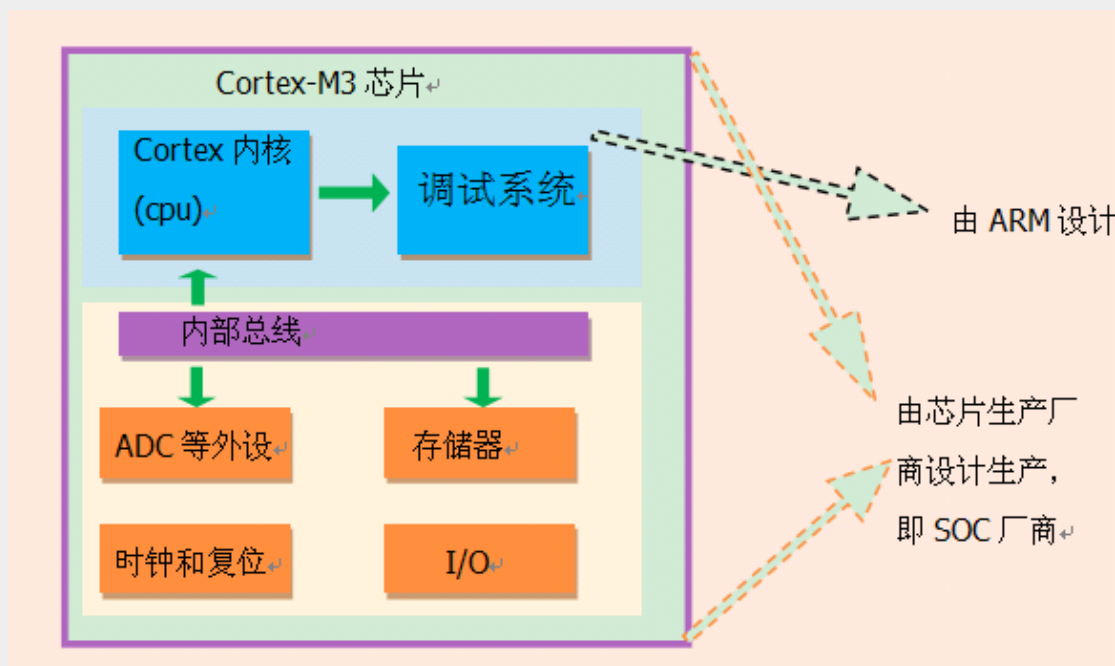 Cortex-M3 芯片
Cortex 内核
(cpu)
调试系统
由 ARM 设计
内部总线
ADC 等外设
存储器
时钟和复位
I/O
由芯片生产厂
商设计生产，
即 SOC 厂商